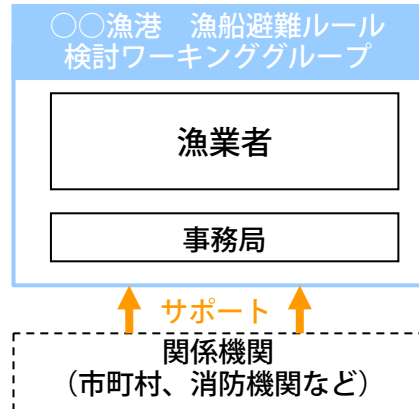 ○○漁港　漁船避難ルール
検討ワーキンググループ
漁業者
事務局
サポート
関係機関
（市町村、消防機関など）